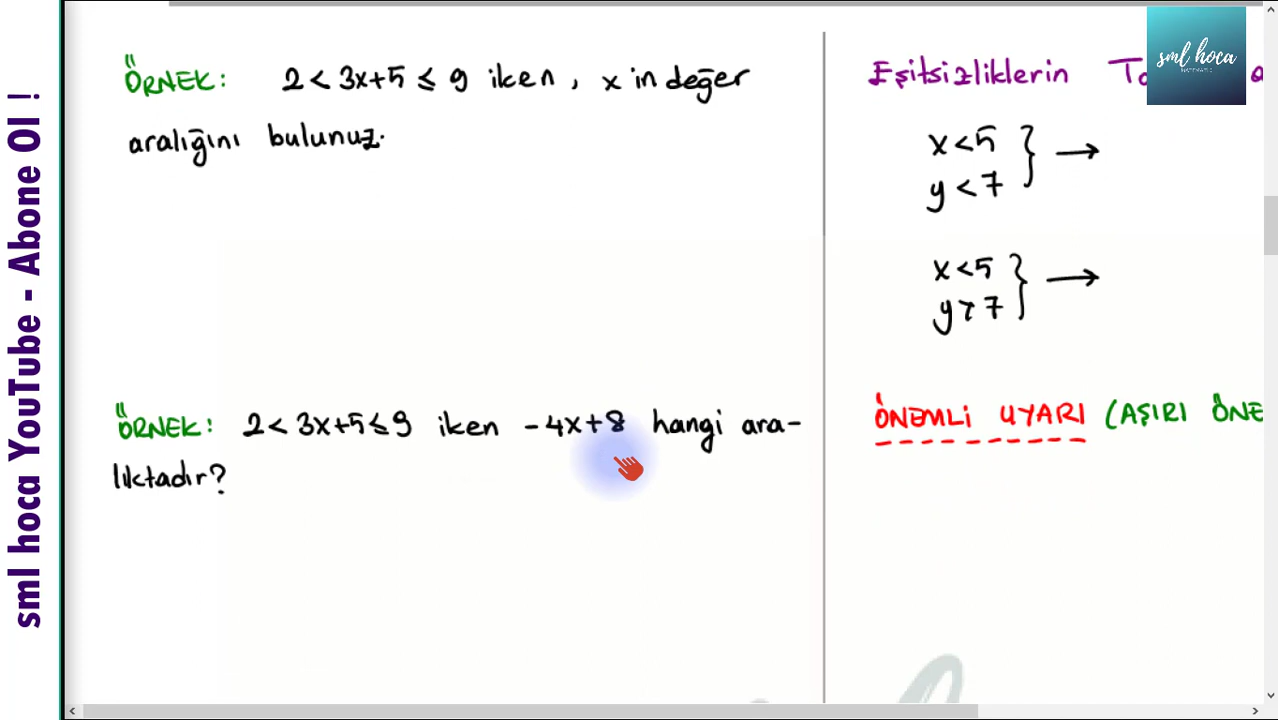 sml hoca YouTube - Abone Ol !
ÖRNEK: 2 < 3x+5 ≤ 9 iken, x in değer
aralığını bulunuz.
ÖRNEK: 2 < 3x+5 ≤ 9 iken -4x+8 hangi ara-
lıktadır?
sml hoca
Eşitsizliklerin
x<5
y<7
x<5
y>7
ÖNEMLİ UYARI (AŞIRI ÖNE